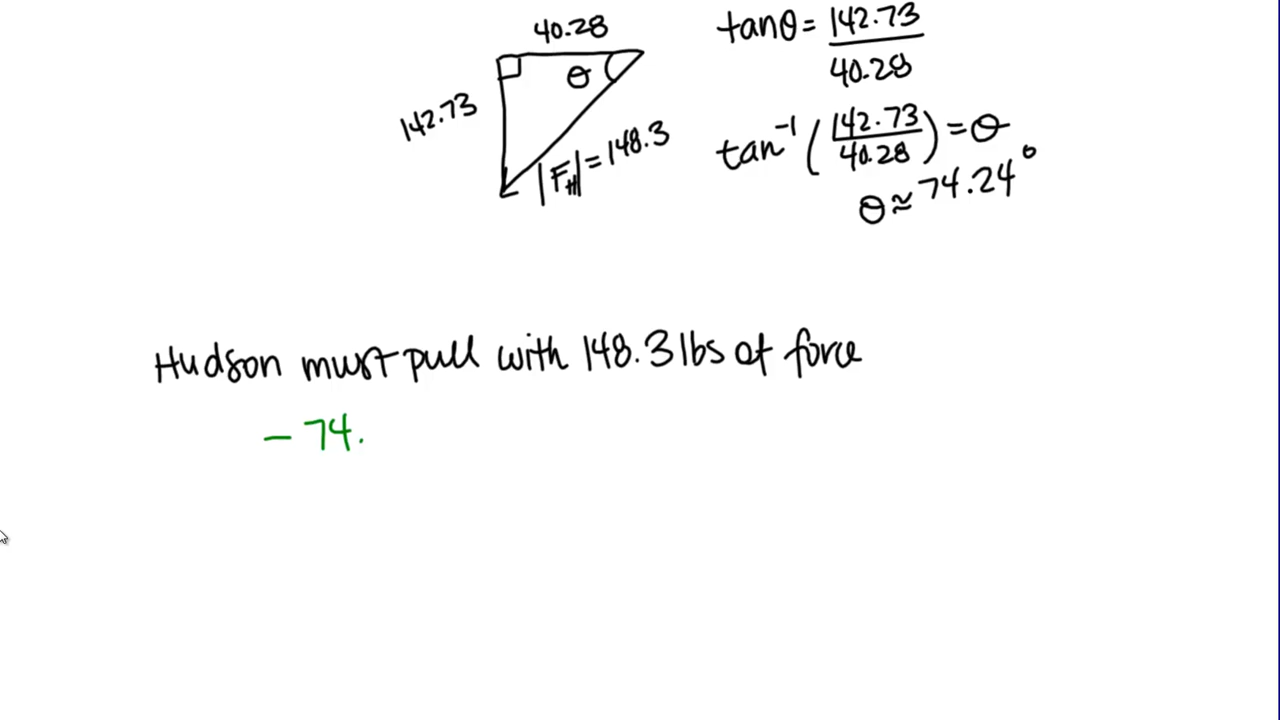 40.28
tanθ = 142.73 / 40.28
θ
142.73
tan⁻¹ (142.73 / 40.28) = θ
|F_H| = 148.3
θ ≈ 74.24°
Hudson must pull with 148.3 lbs of force
- 74.